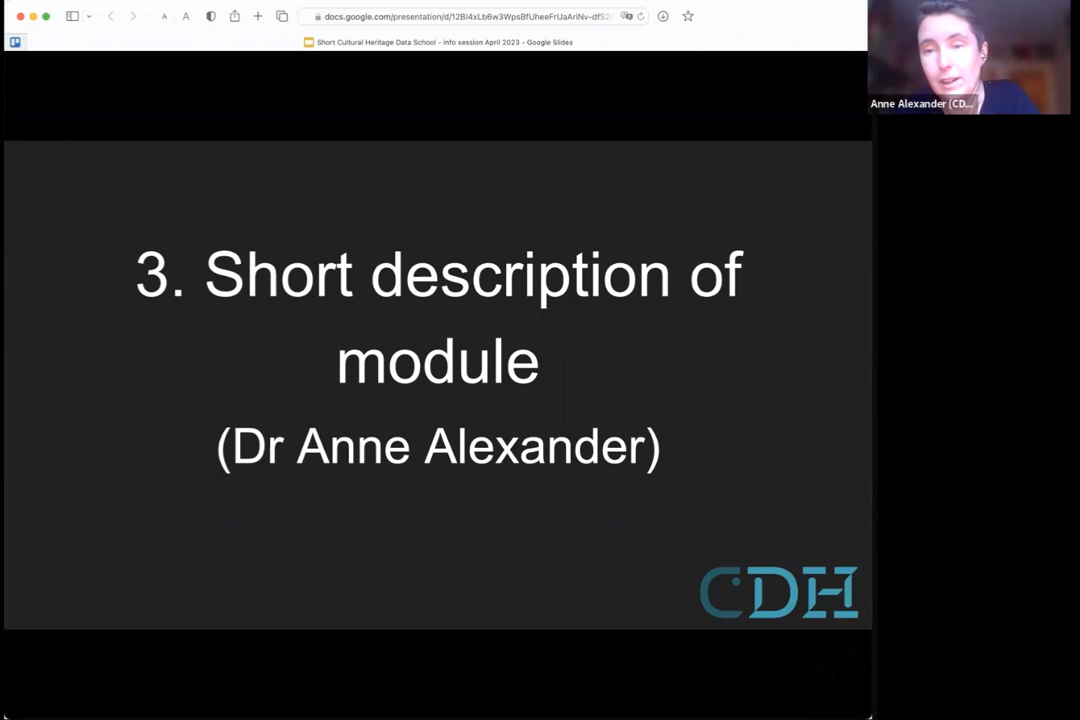 docs.google.com/presentation/d/12Bl4xLb6w3WpsBfUheeFrUaAriNv-dfS2j
Short Cultural Heritage Data School - info session April 2023 - Google Slides
Anne Alexander (CD...
3. Short description of
module
(Dr Anne Alexander)
CDH